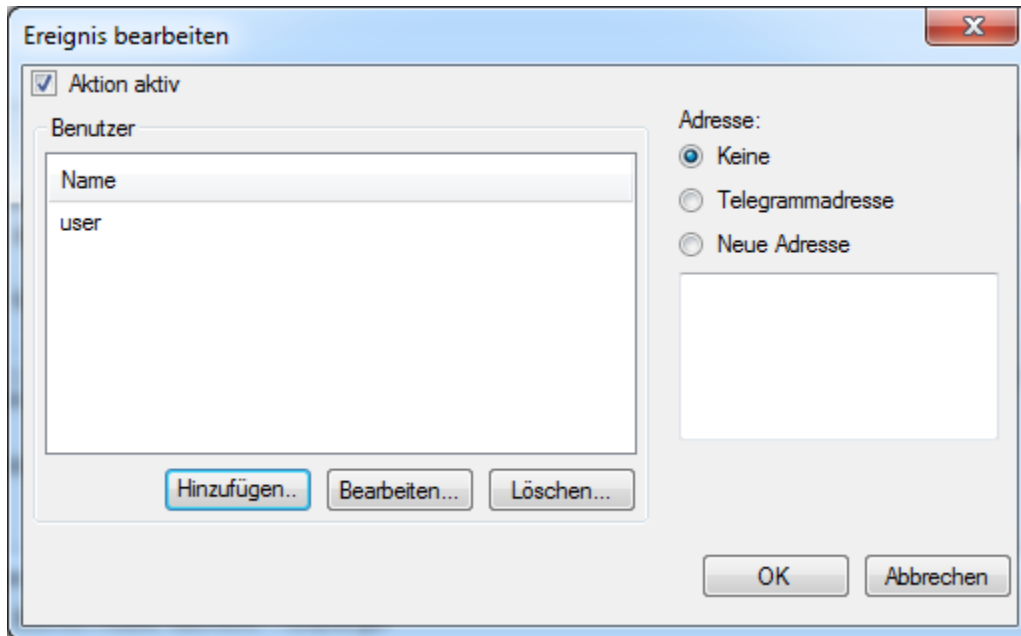 Ereignis bearbeiten
Aktion aktiv
Benutzer
Name
user
Hinzufügen..
Bearbeiten...
Löschen...
Adresse:
Keine
Telegrammadresse
Neue Adresse
OK
Abbrechen